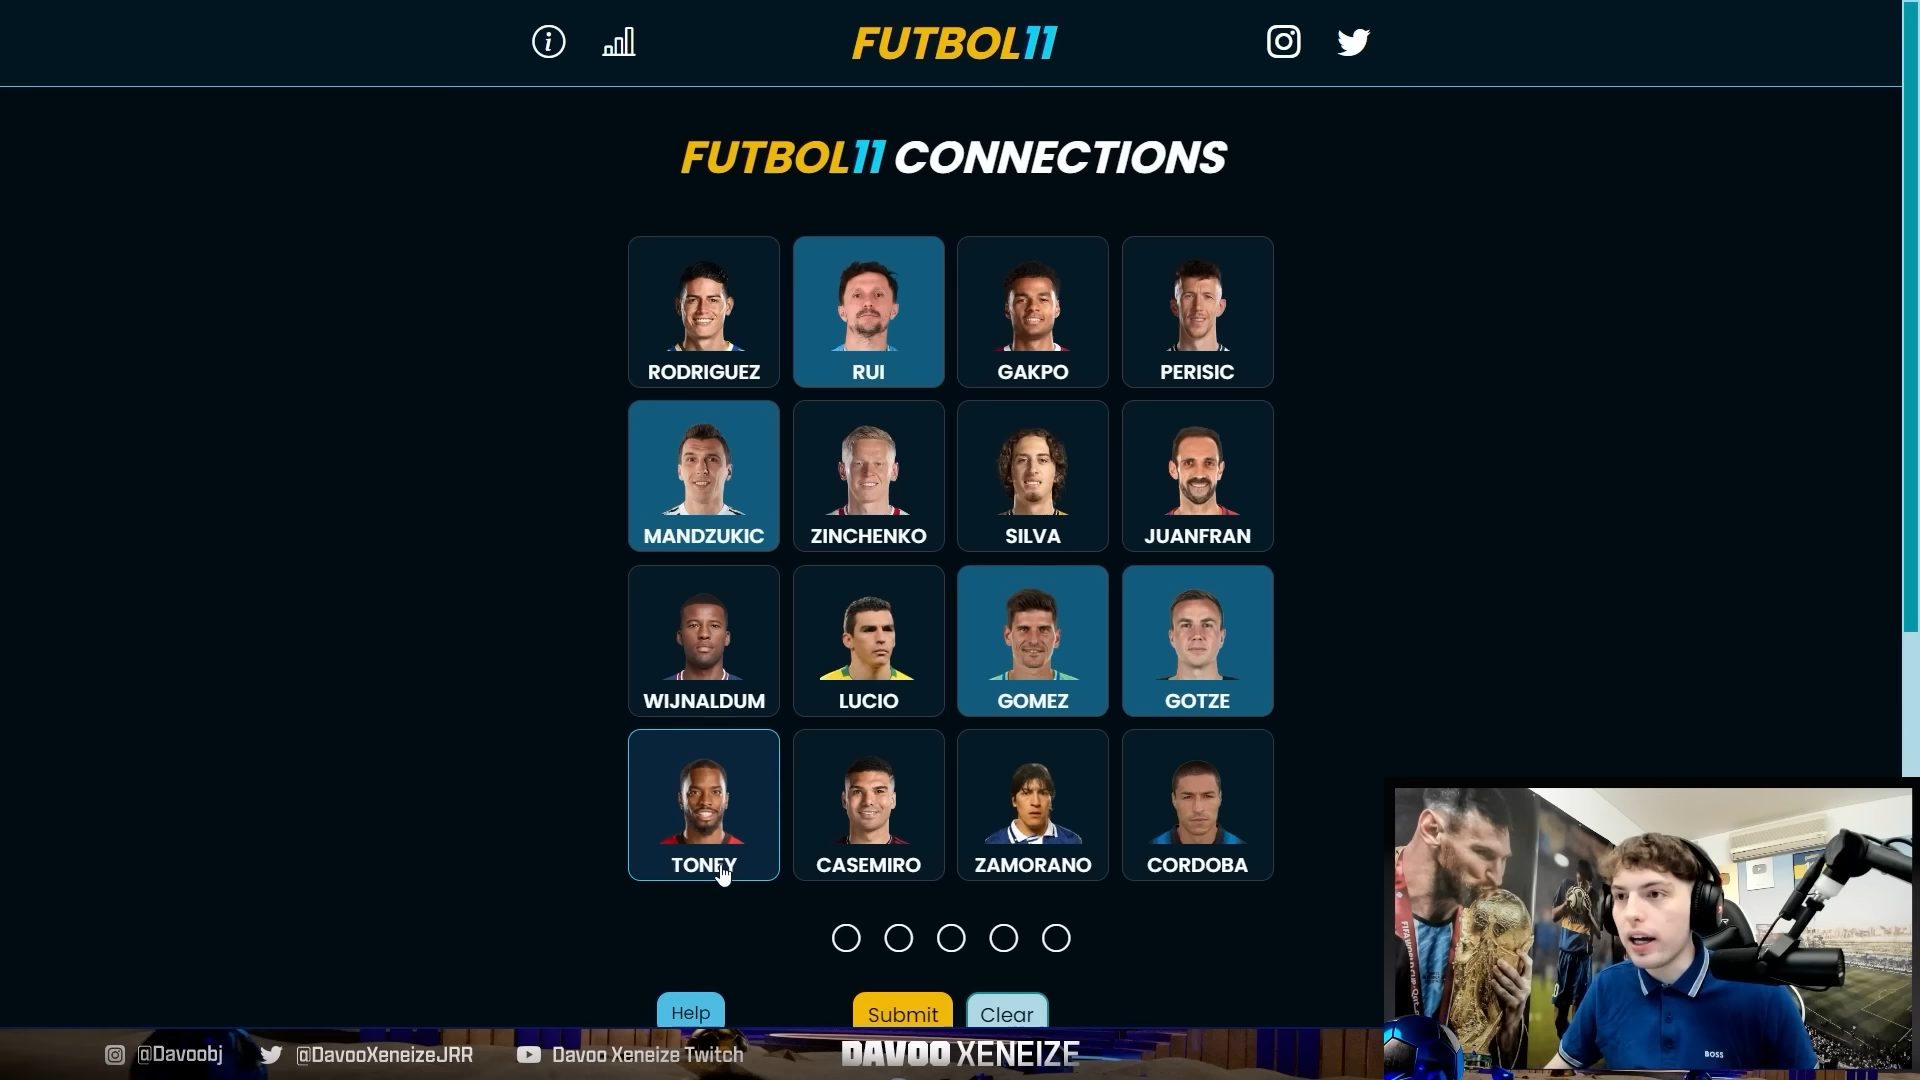 FUTBOL11
FUTBOL11 CONNECTIONS
RODRIGUEZ
RUI
GAKPO
PERISIC
MANDZUKIC
ZINCHENKO
SILVA
JUANFRAN
WIJNALDUM
LUCIO
GOMEZ
GOTZE
TONEY
CASEMIRO
ZAMORANO
CORDOBA
Help
Submit
Clear
@Davoobj
@DavooXeneizeJRR
Davoo Xeneize Twitch
DAVOO XENEIZE
BOSS